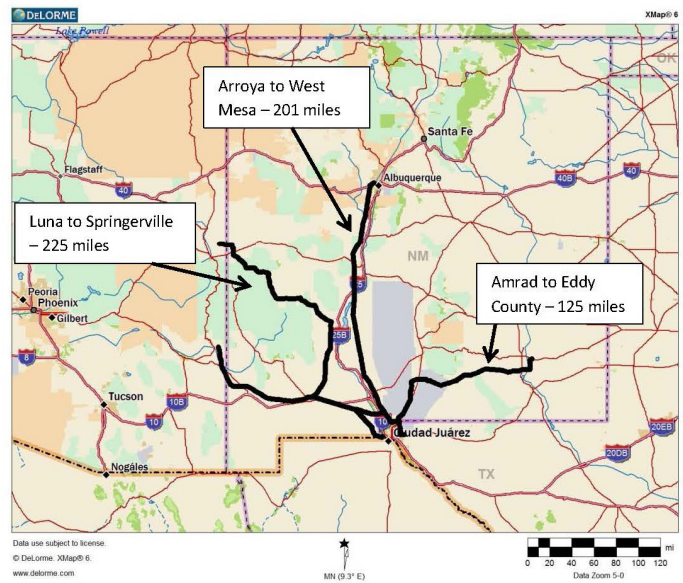 DELORME
XMap® 6
Lake Powell
OK
Arroya to West
Mesa – 201 miles
Santa Fe
Flagstaff
40
Albuquerque
40B
40
Luna to Springerville
– 225 miles
NM
Amrad to Eddy
County – 125 miles
Peoria
Phoenix
Gilbert
25B
8
Tucson
10B
10
10
Ciudad-Juárez
20EB
20DB
Nogáles
TX
10
Data use subject to license.
© DeLorme. XMap® 6.
www.delorme.com
MN (9.3° E)
mi
0 20 40 60 80 100 120
Data Zoom 5-0